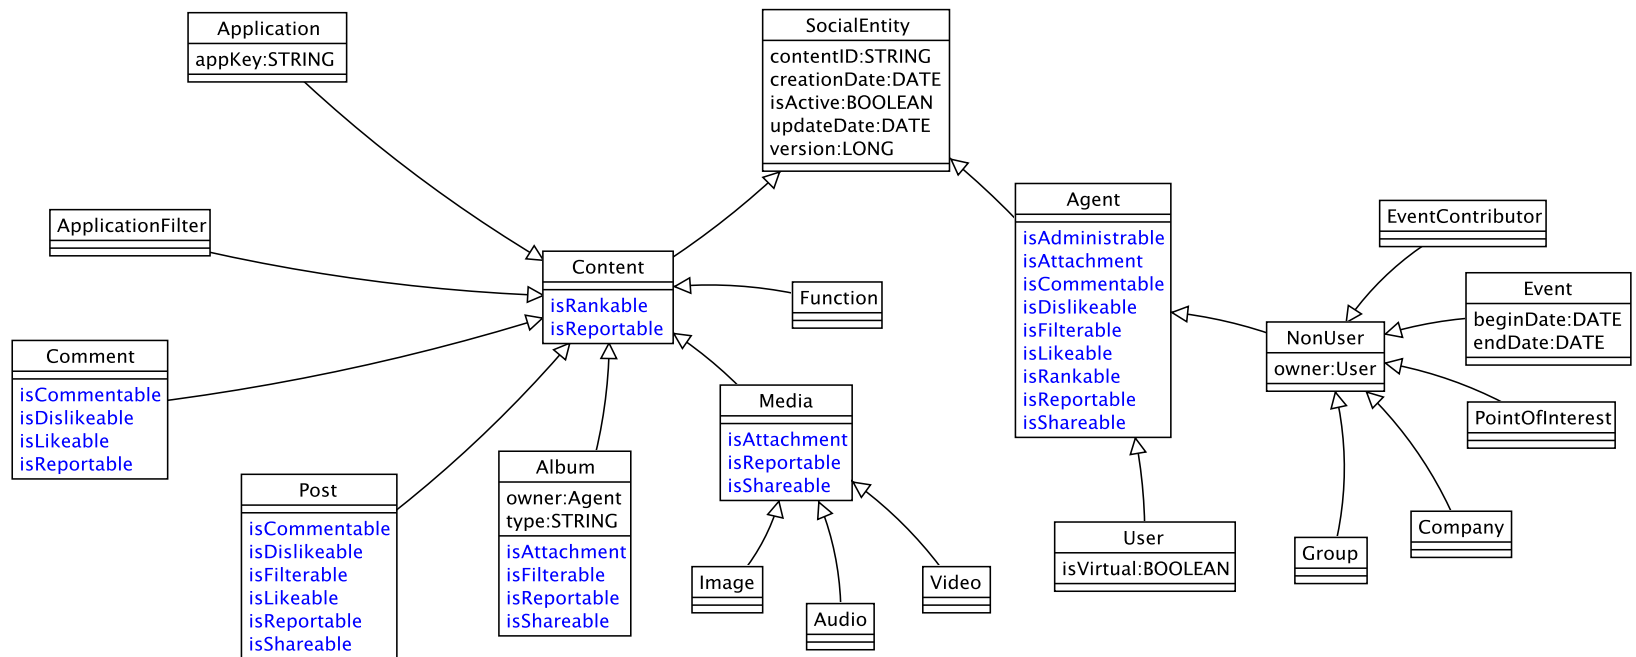 Application
appKey:STRING
SocialEntity
contentID:STRING
creationDate:DATE
isActive:BOOLEAN
updateDate:DATE
version:LONG
ApplicationFilter
Content
isRankable
isReportable
Function
Agent
isAdministrable
isAttachment
isCommentable
isDislikeable
isFilterable
isLikeable
isRankable
isReportable
isShareable
EventContributor
Event
beginDate:DATE
endDate:DATE
NonUser
owner:User
PointOfInterest
Comment
isCommentable
isDislikeable
isLikeable
isReportable
Post
isCommentable
isDislikeable
isFilterable
isLikeable
isReportable
isShareable
Album
owner:Agent
type:STRING
isAttachment
isFilterable
isReportable
isShareable
Media
isAttachment
isReportable
isShareable
Image
Audio
Video
User
isVirtual:BOOLEAN
Group
Company